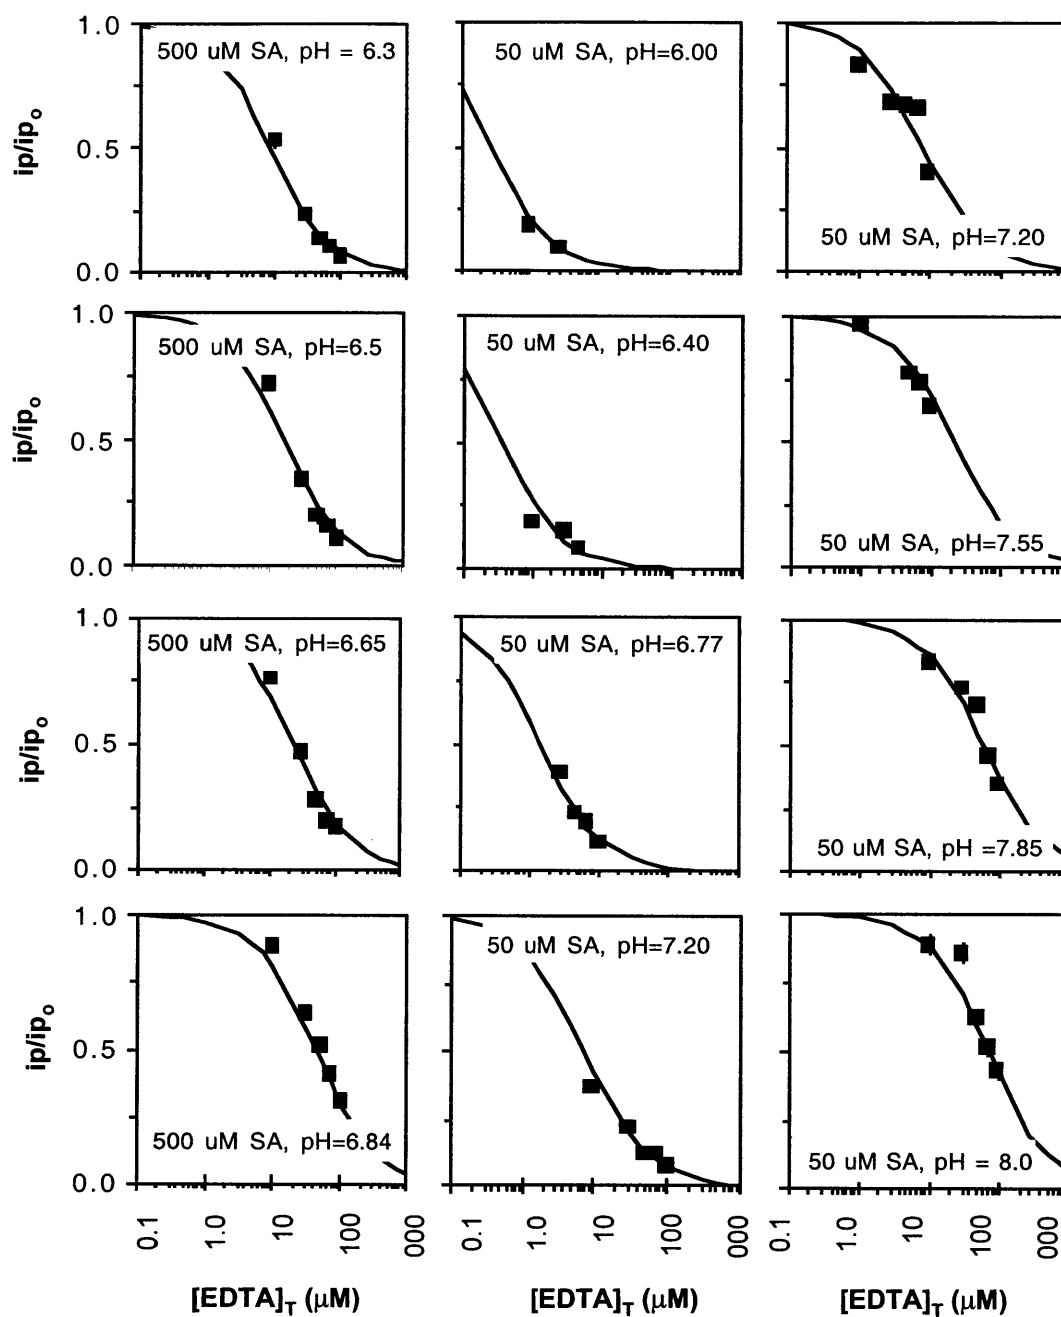 1.0
500 uM SA, pH = 6.3
50 uM SA, pH=6.00
ip/ipo
0.5
50 uM SA, pH=7.20
0.0
1.0
500 uM SA, pH=6.5
50 uM SA, pH=6.40
ip/ipo
0.5
50 uM SA, pH=7.55
0.0
1.0
500 uM SA, pH=6.65
50 uM SA, pH=6.77
ip/ipo
0.5
50 uM SA, pH =7.85
0.0
1.0
50 uM SA, pH=7.20
ip/ipo
0.5
500 uM SA, pH=6.84
50 uM SA, pH = 8.0
0.0
0.1 10 100 000 0.1 1.0 10 100 000 0.1 1.0 10 100 000
[EDTA]T (μM) [EDTA]T (μM) [EDTA]T (μM)